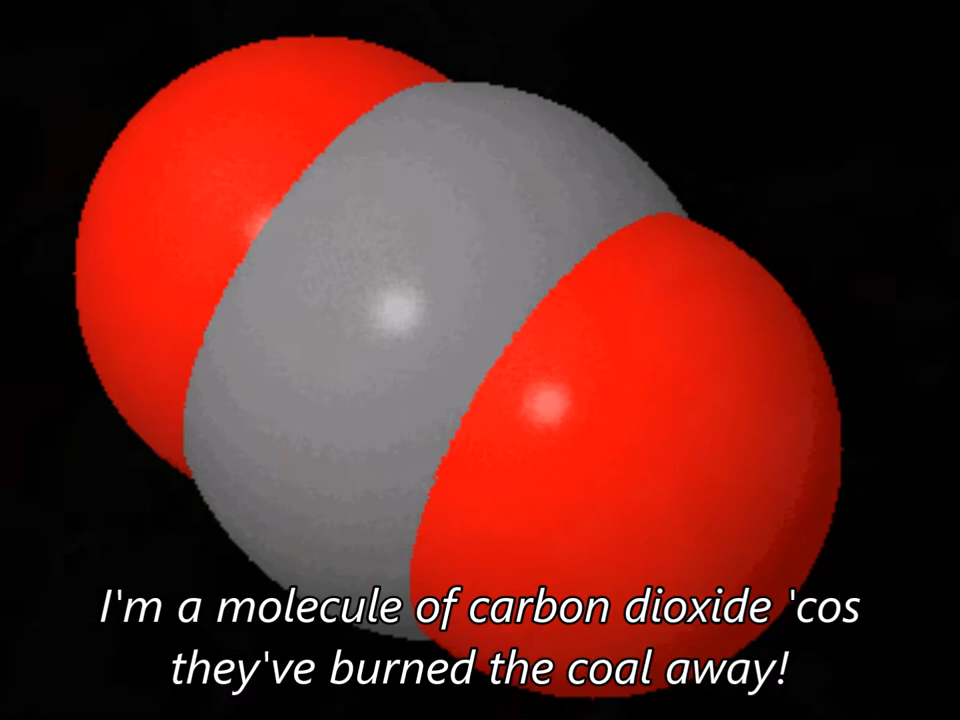 I'm a molecule of carbon dioxide 'cos
they've burned the coal away!